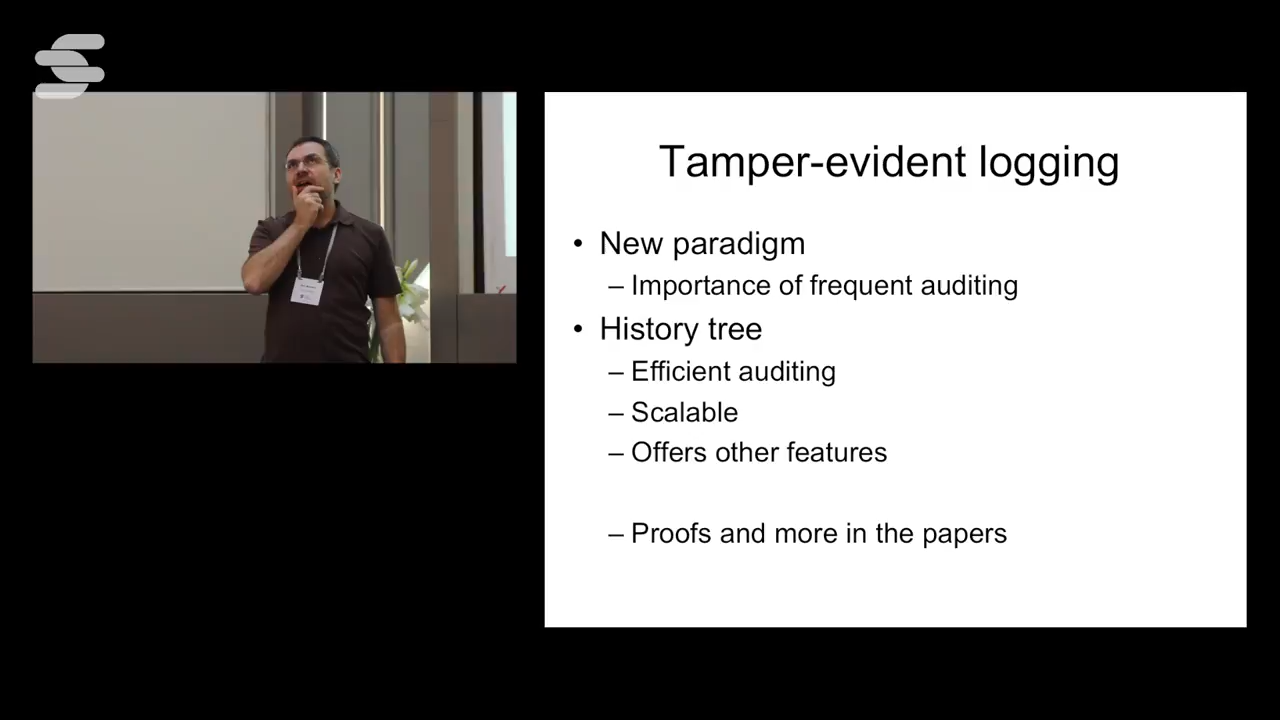 Tamper-evident logging
• New paradigm
– Importance of frequent auditing
• History tree
– Efficient auditing
– Scalable
– Offers other features
– Proofs and more in the papers